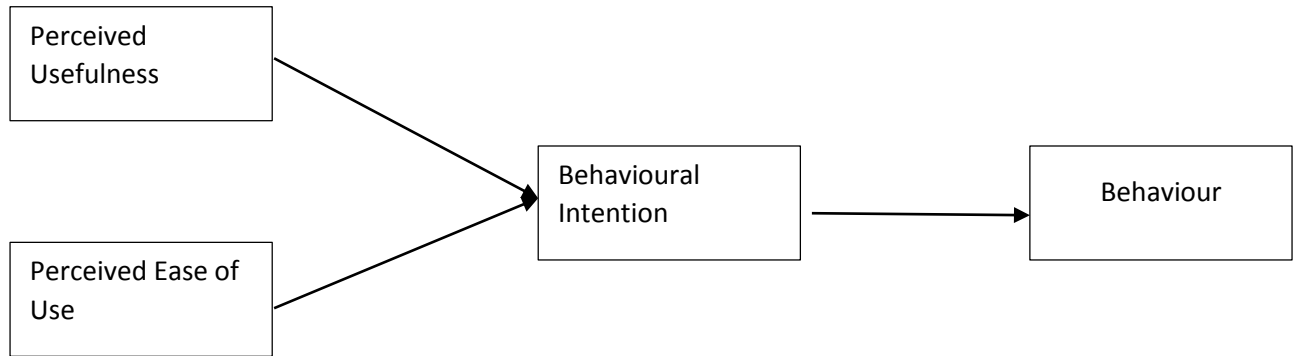 Perceived
Usefulness
Behavioural
Intention
Behaviour
Perceived Ease of
Use